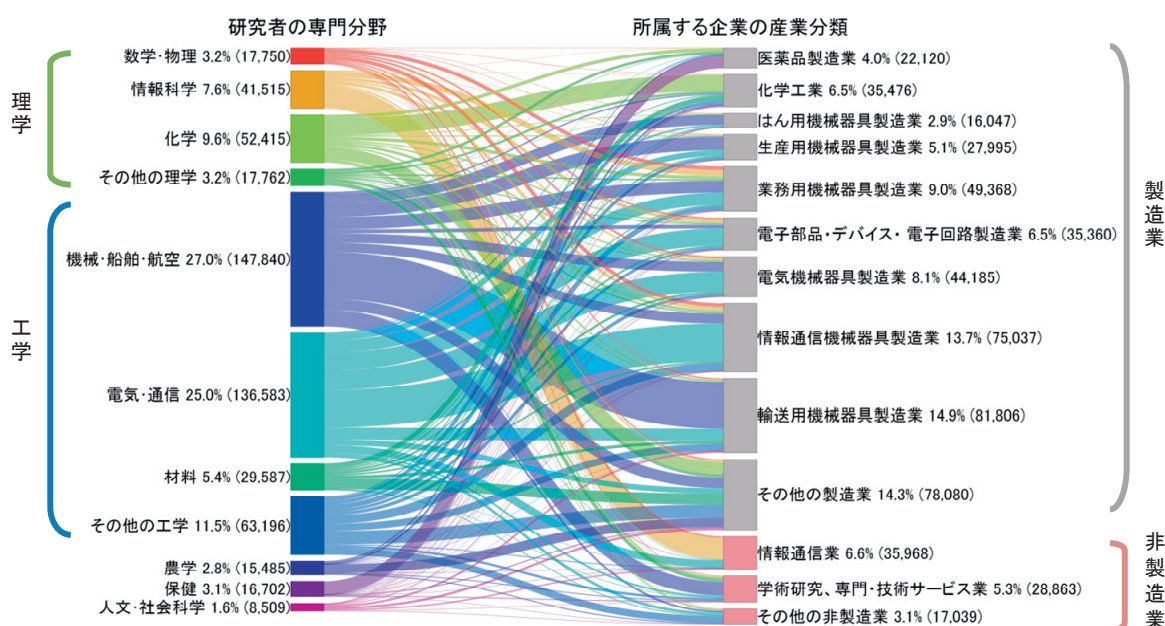 研究者の専門分野
所属する企業の産業分類
理学
数学・物理 3.2% (17,750)
情報科学 7.6% (41,515)
化学 9.6% (52,415)
その他の理学 3.2% (17,762)
工学
機械・船舶・航空 27.0% (147,840)
電気・通信 25.0% (136,583)
材料 5.4% (29,587)
その他の工学 11.5% (63,196)
農学 2.8% (15,485)
保健 3.1% (16,702)
人文・社会科学 1.6% (8,509)
医薬品製造業 4.0% (22,120)
化学工業 6.5% (35,476)
はん用機械器具製造業 2.9% (16,047)
生産用機械器具製造業 5.1% (27,995)
業務用機械器具製造業 9.0% (49,368)
電子部品・デバイス・電子回路製造業 6.5% (35,360)
電気機械器具製造業 8.1% (44,185)
情報通信機械器具製造業 13.7% (75,037)
輸送用機械器具製造業 14.9% (81,806)
その他の製造業 14.3% (78,080)
製造業
情報通信業 6.6% (35,968)
学術研究、専門・技術サービス業 5.3% (28,863)
その他の非製造業 3.1% (17,039)
非製造業